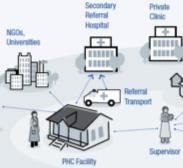 Secondary
Referral
Hospital
Private
Clinic
NGOs,
Universities
Referral
Transport
PHC Facility
Supervisor